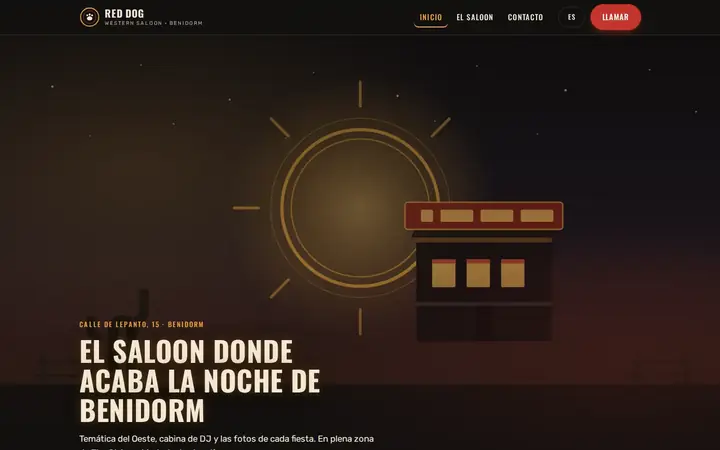 RED DOG
WESTERN SALOON • BENIDORM
INICIO
EL SALOON
CONTACTO
ES
LLAMAR
CALLE DE LEPANTO, 15 · BENIDORM
EL SALOON DONDE
ACABA LA NOCHE DE
BENIDORM
Temática del Oeste, cabina de DJ y las fotos de cada fiesta. En plena zona